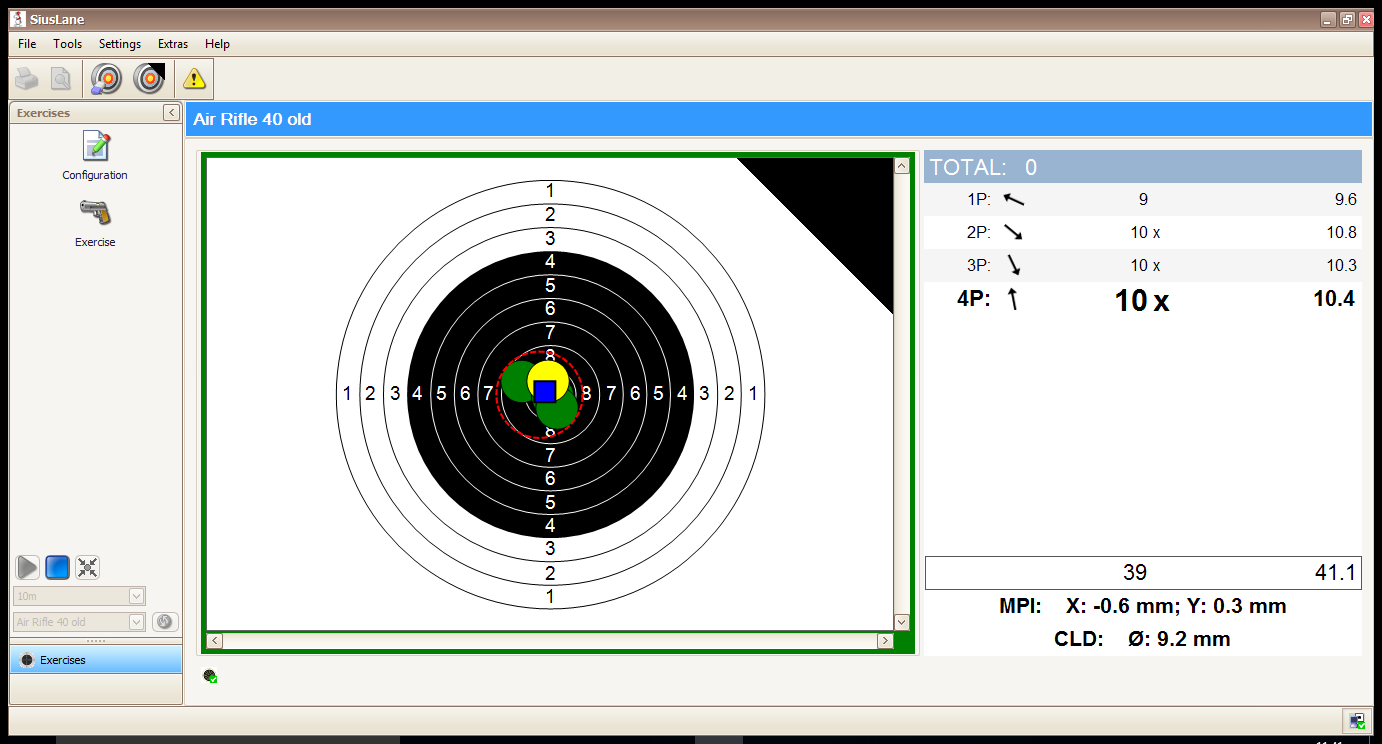 SiusLane
File Tools Settings Extras Help
Exercises
Configuration
Exercise
10m
Air Rifle 40 old
Exercises
Air Rifle 40 old
1
2
3
4
5
6
7
8
1 2 3 4 5 6 7 8 7 6 5 4 3 2 1
8
7
6
5
4
3
2
1
TOTAL: 0
1P: 9 9.6
2P: 10 x 10.8
3P: 10 x 10.3
4P: 10 x 10.4
39 41.1
MPI: X: -0.6 mm; Y: 0.3 mm
CLD: Ø: 9.2 mm